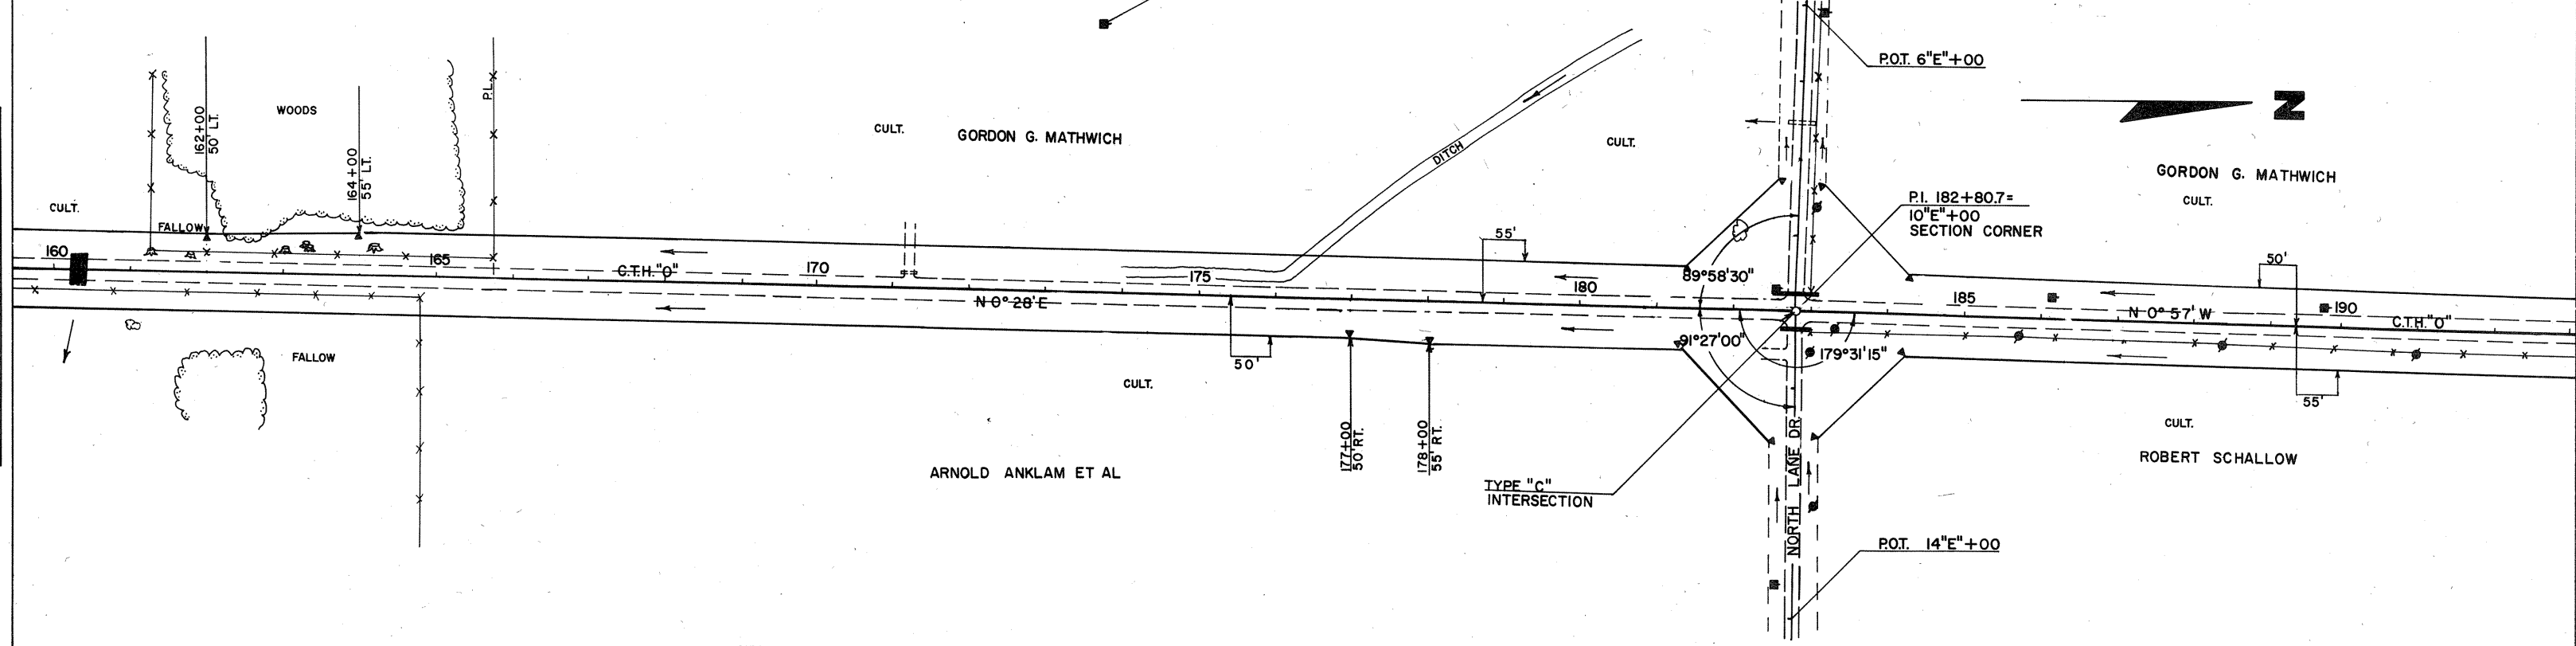 P.O.T. 6"E"+00
N
WOODS
P.L.
162+00
50' LT.
164+00
55' LT.
CULT.
GORDON G. MATHWICH
DITCH
CULT.
GORDON G. MATHWICH
CULT.
P.I. 182+80.7=
10"E"+00
SECTION CORNER
CULT.
FALLOW
160
165
C.T.H. "O"
170
175
180
185
190
55'
50'
89°58'30"
N 0° 28' E
N 0° 57' W
C.T.H. "O"
91°27'00"
179°31'15"
FALLOW
50'
55'
CULT.
177+00
50' RT.
178+00
55' RT.
CULT.
ARNOLD ANKLAM ET AL
ROBERT SCHALLOW
TYPE "C"
INTERSECTION
NORTH LANE DR.
P.O.T. 14"E"+00